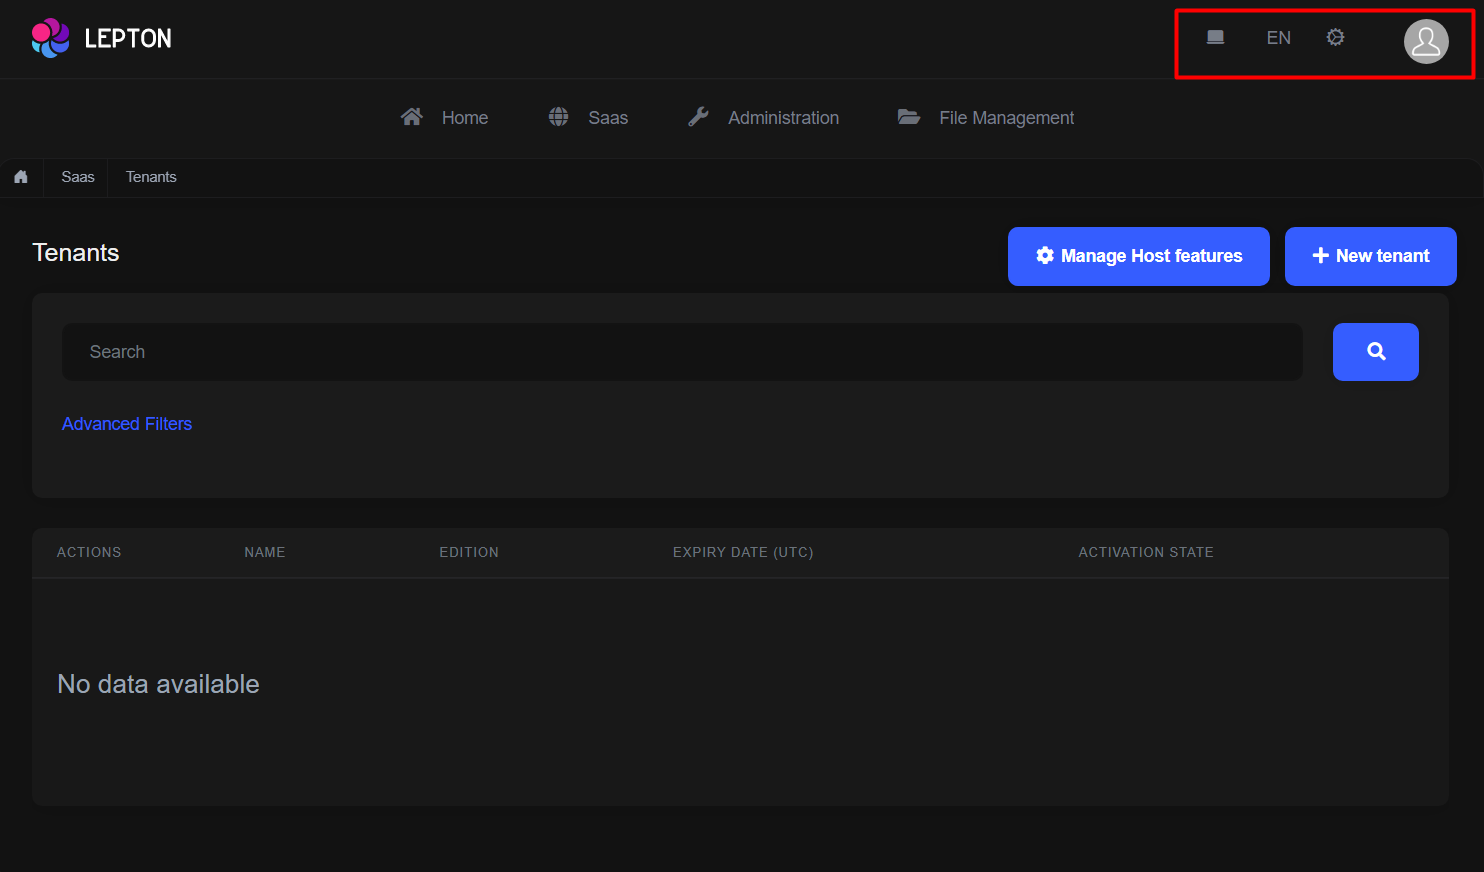 LEPTON
EN
Home
Saas
Administration
File Management
Saas
Tenants
Tenants
Manage Host features
New tenant
Search
Advanced Filters
ACTIONS
NAME
EDITION
EXPIRY DATE (UTC)
ACTIVATION STATE
No data available